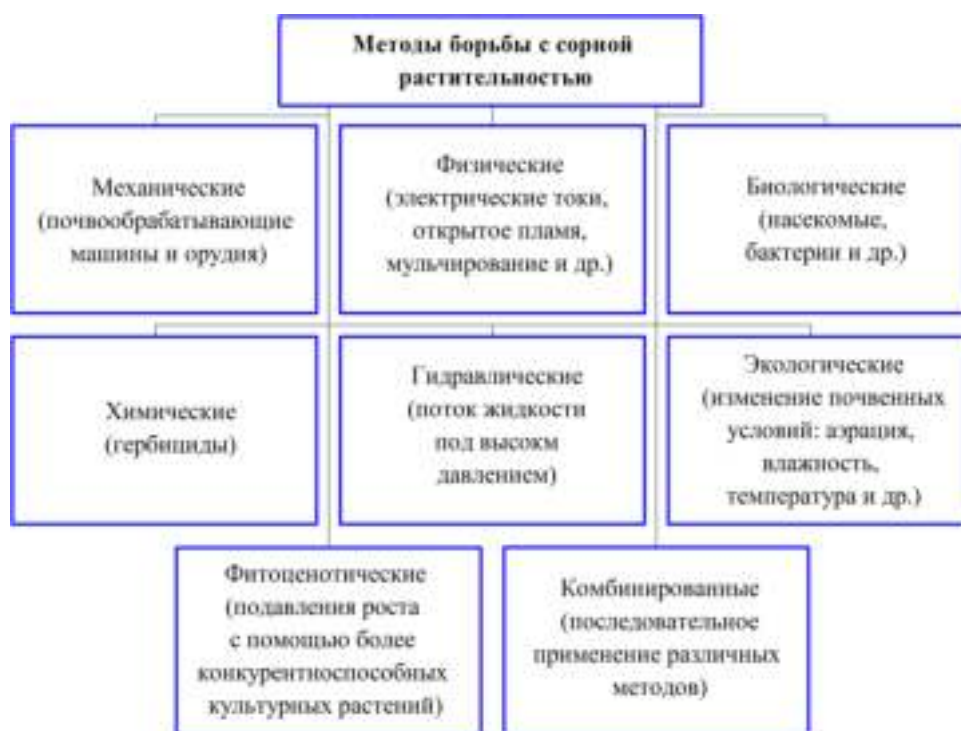 Методы борьбы с сорной
растительностью
Механические
(почвообрабатывающие
машины и орудия)
Физические
(электрические токи,
открытое пламя,
мульчирование и др.)
Биологические
(насекомые,
бактерии и др.)
Химические
(гербициды)
Гидравлические
(поток жидкости
под высокм
давлением)
Экологические
(изменение почвенных
условий: аэрация,
влажность,
температура и др.)
Фитоценотические
(подавления роста
с помощью более
конкурентноспособных
культурных растений)
Комбинированные
(последовательное
применение различных
методов)